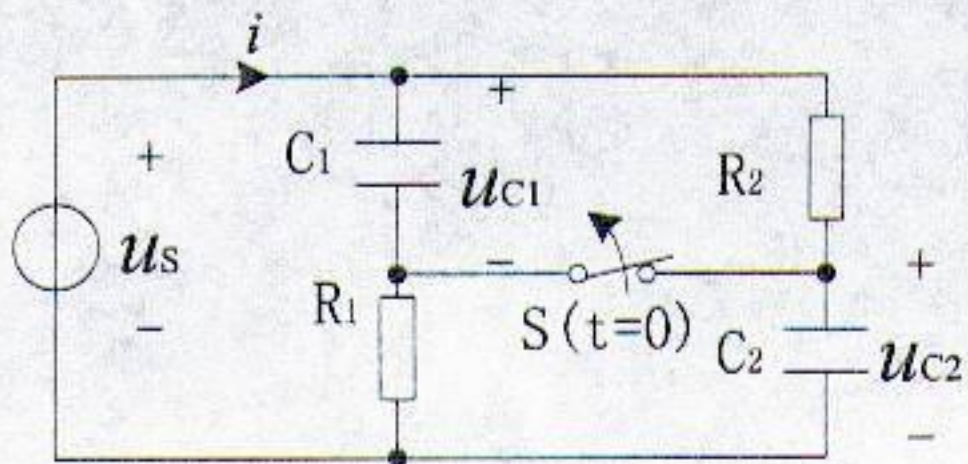 i
+
+
C1
uC1
R2
uS
−
+
R1
S(t=0)
C2
uC2
−
−